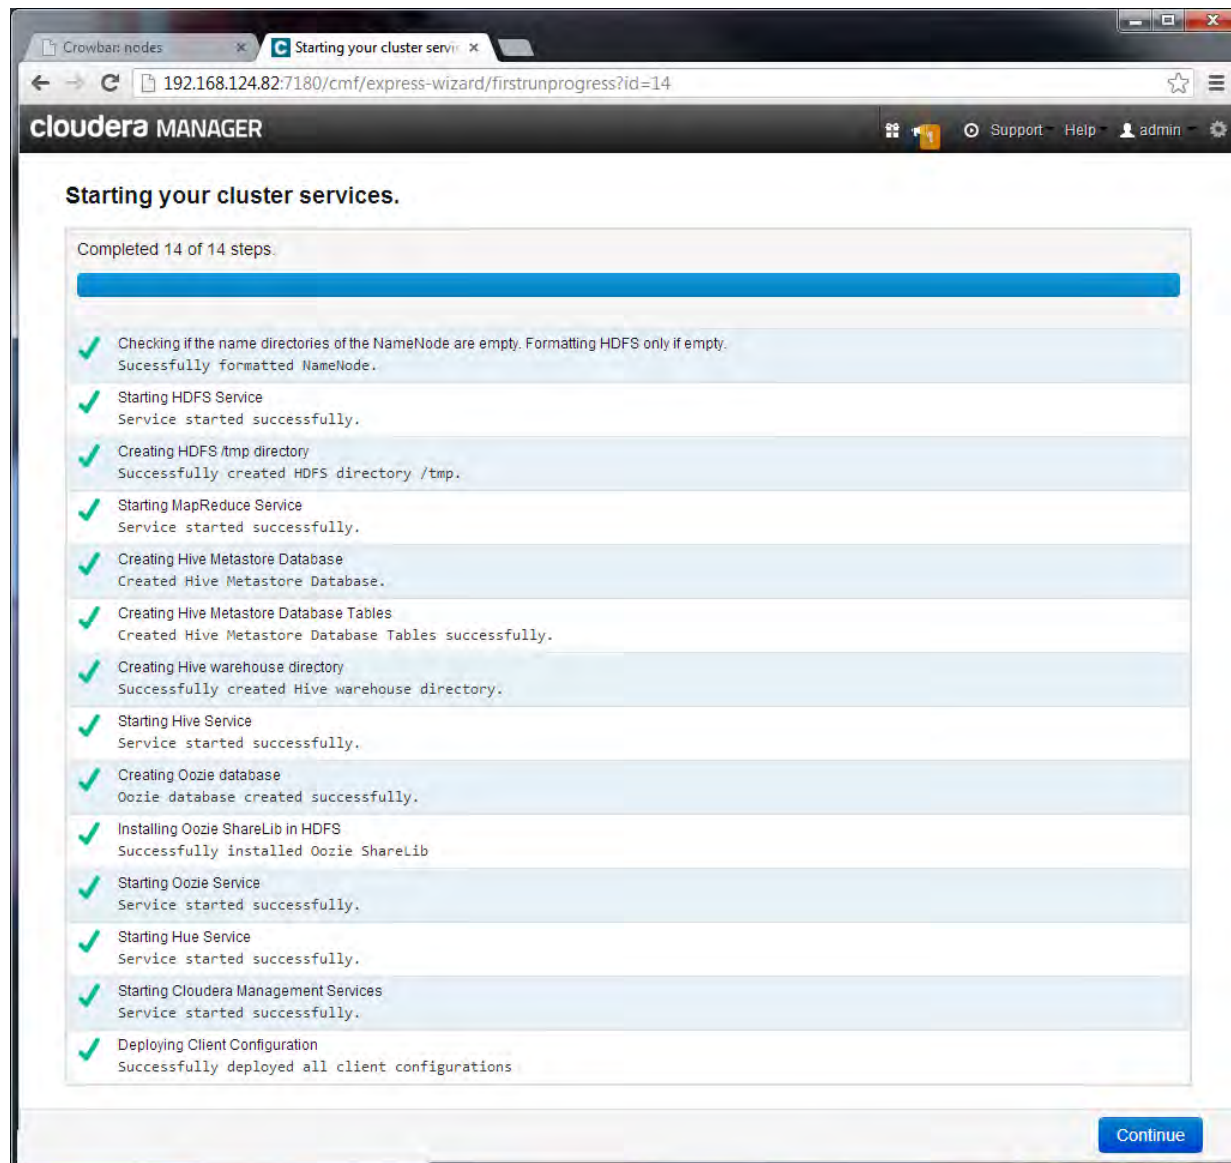 Crowbar: nodes
Starting your cluster servic
192.168.124.82:7180/cmf/express-wizard/firstrunprogress?id=14
cloudera MANAGER
1
Support
Help
admin
Starting your cluster services.
Completed 14 of 14 steps.
Checking if the name directories of the NameNode are empty. Formatting HDFS only if empty.
Sucessfully formatted NameNode.
Starting HDFS Service
Service started successfully.
Creating HDFS /tmp directory
Successfully created HDFS directory /tmp.
Starting MapReduce Service
Service started successfully.
Creating Hive Metastore Database
Created Hive Metastore Database.
Creating Hive Metastore Database Tables
Created Hive Metastore Database Tables successfully.
Creating Hive warehouse directory
Successfully created Hive warehouse directory.
Starting Hive Service
Service started successfully.
Creating Oozie database
Oozie database created successfully.
Installing Oozie ShareLib in HDFS
Successfully installed Oozie ShareLib
Starting Oozie Service
Service started successfully.
Starting Hue Service
Service started successfully.
Starting Cloudera Management Services
Service started successfully.
Deploying Client Configuration
Successfully deployed all client configurations
Continue